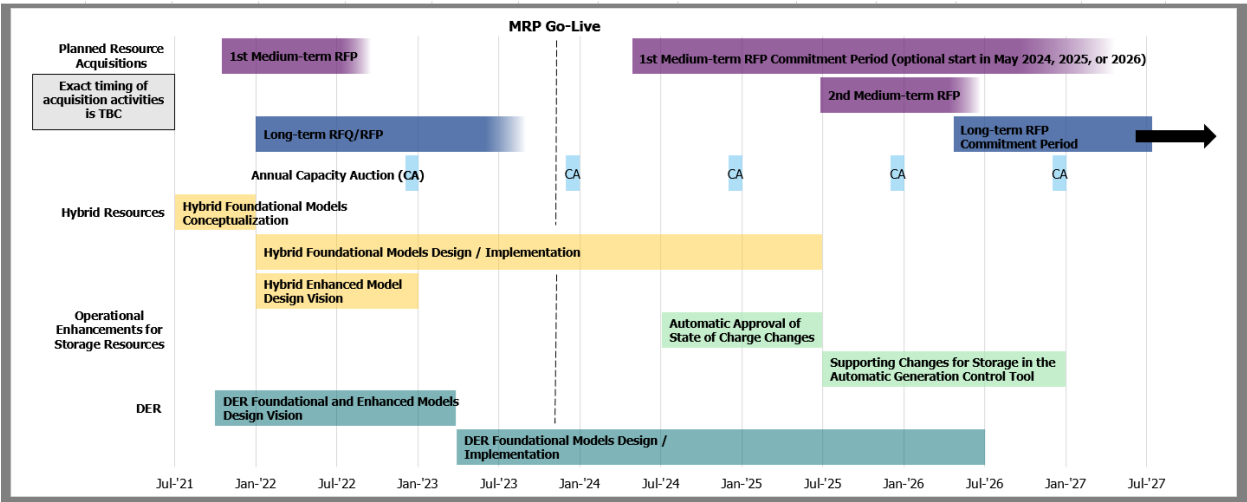 MRP Go-Live
Planned Resource
Acquisitions
1st Medium-term RFP
1st Medium-term RFP Commitment Period (optional start in May 2024, 2025, or 2026)
Exact timing of
acquisition activities
is TBC
2nd Medium-term RFP
Long-term RFQ/RFP
Long-term RFP
Commitment Period
Annual Capacity Auction (CA)
CA
CA
CA
CA
Hybrid Resources
Hybrid Foundational Models
Conceptualization
Hybrid Foundational Models Design / Implementation
Hybrid Enhanced Model
Design Vision
Operational
Enhancements for
Storage Resources
Automatic Approval of
State of Charge Changes
Supporting Changes for Storage in the
Automatic Generation Control Tool
DER
DER Foundational and Enhanced Models
Design Vision
DER Foundational Models Design /
Implementation
Jul-'21 Jan-'22 Jul-'22 Jan-'23 Jul-'23 Jan-'24 Jul-'24 Jan-'25 Jul-'25 Jan-'26 Jul-'26 Jan-'27 Jul-'27